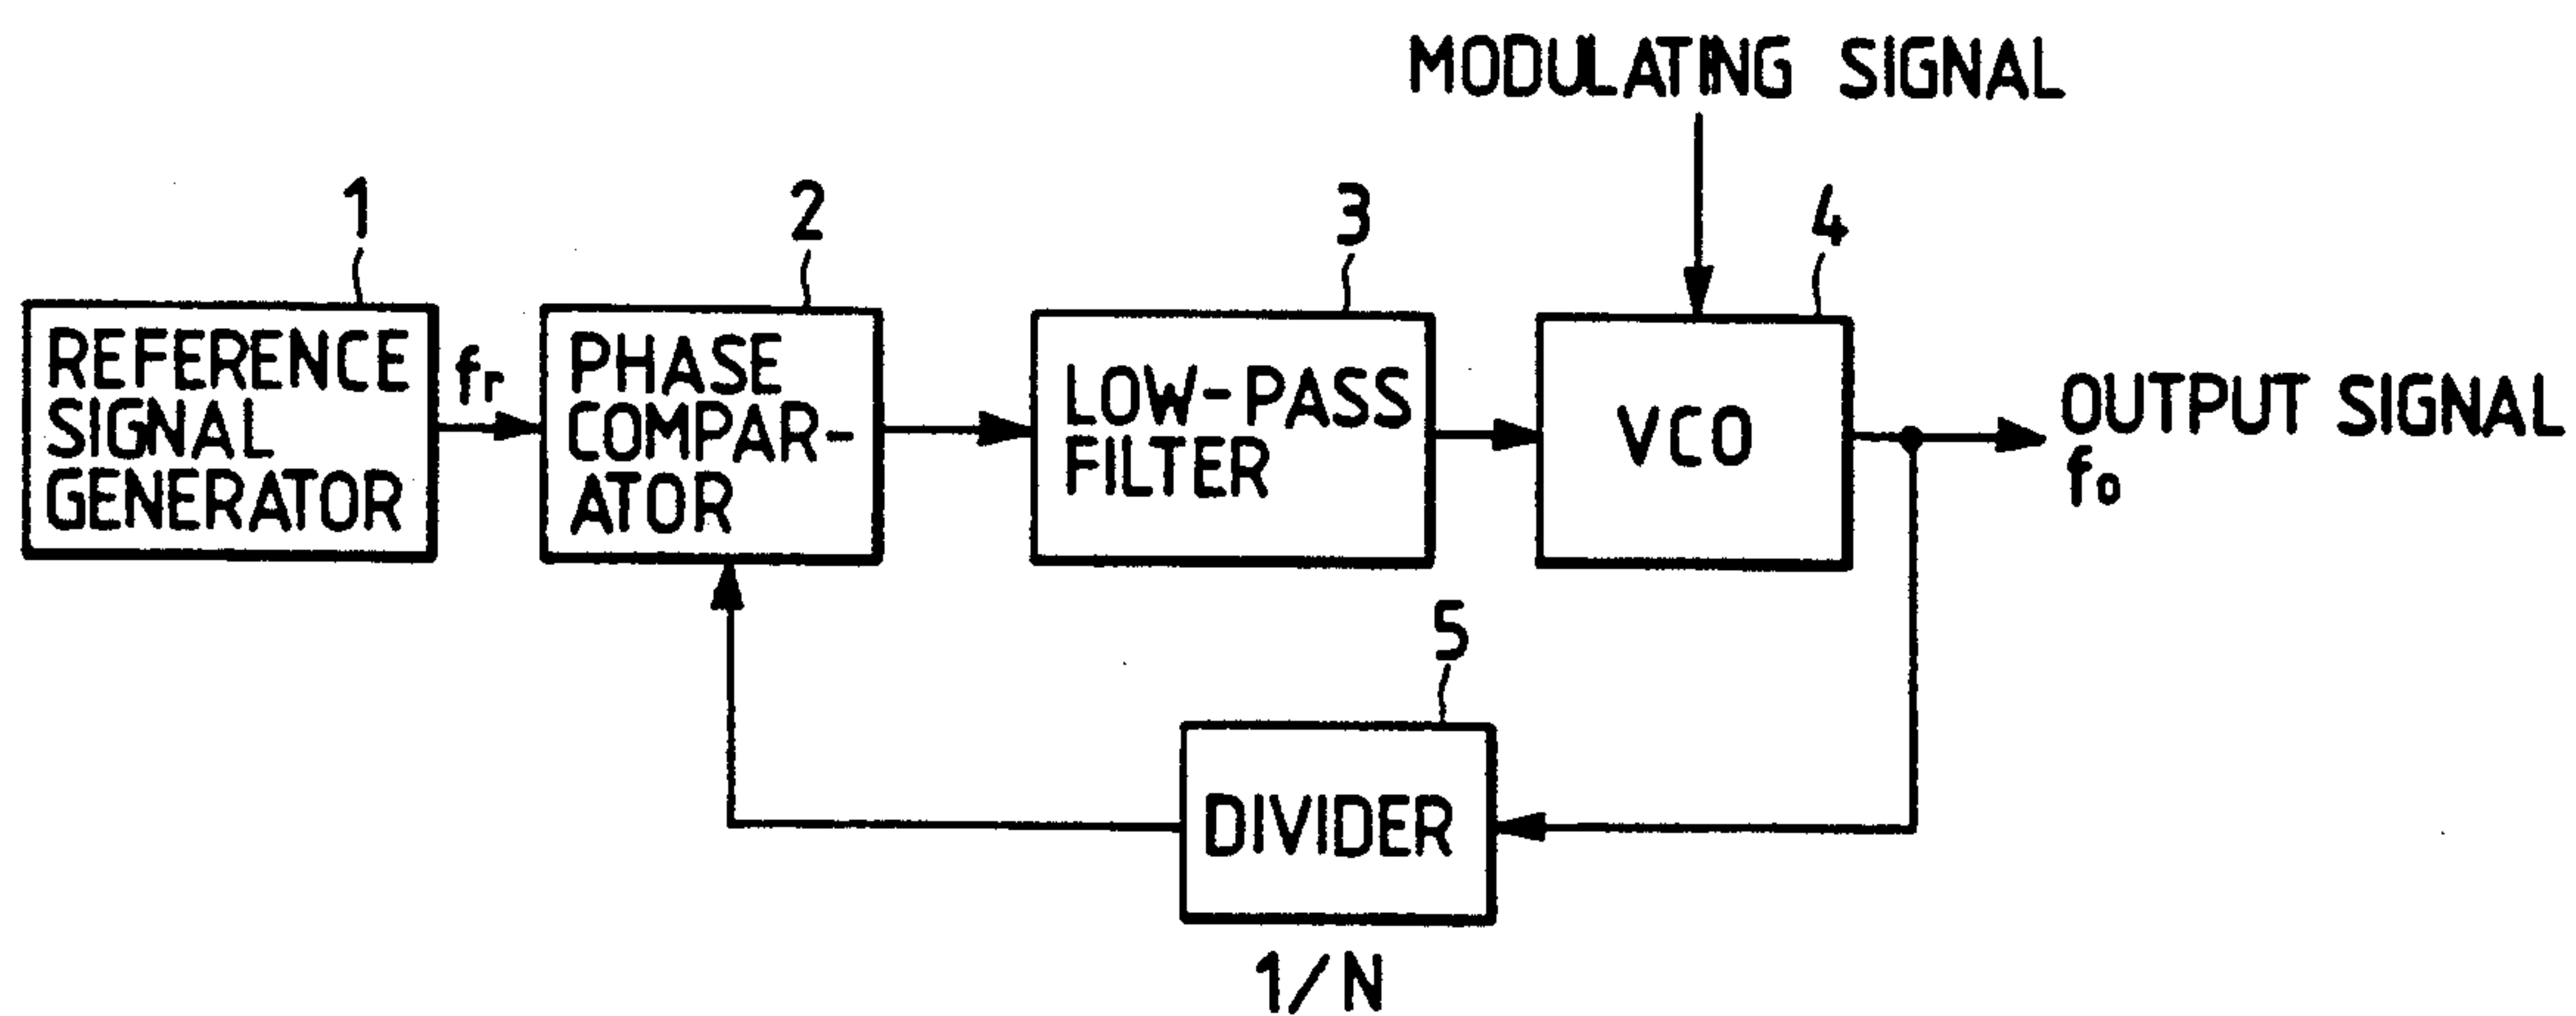 MODULATING SIGNAL
1
2
3
4
REFERENCE
SIGNAL
GENERATOR
fr
PHASE
COMPAR-
ATOR
LOW-PASS
FILTER
VCO
OUTPUT SIGNAL
fo
5
DIVIDER
1/N